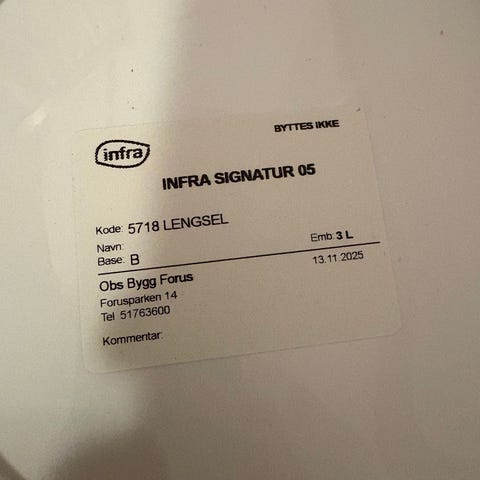 BYTTES IKKE
infra
INFRA SIGNATUR 05
Kode: 5718 LENGSEL
Navn:
Emb: 3 L
Base: B
13.11.2025
Obs Bygg Forus
Forusparken 14
Tel 51763600
Kommentar: